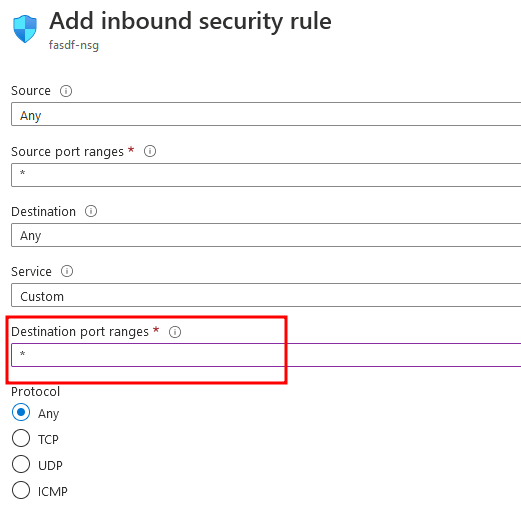 Add inbound security rule
fasdf-nsg
Source
Any
Source port ranges *
*
Destination
Any
Service
Custom
Destination port ranges *
*
Protocol
Any
TCP
UDP
ICMP